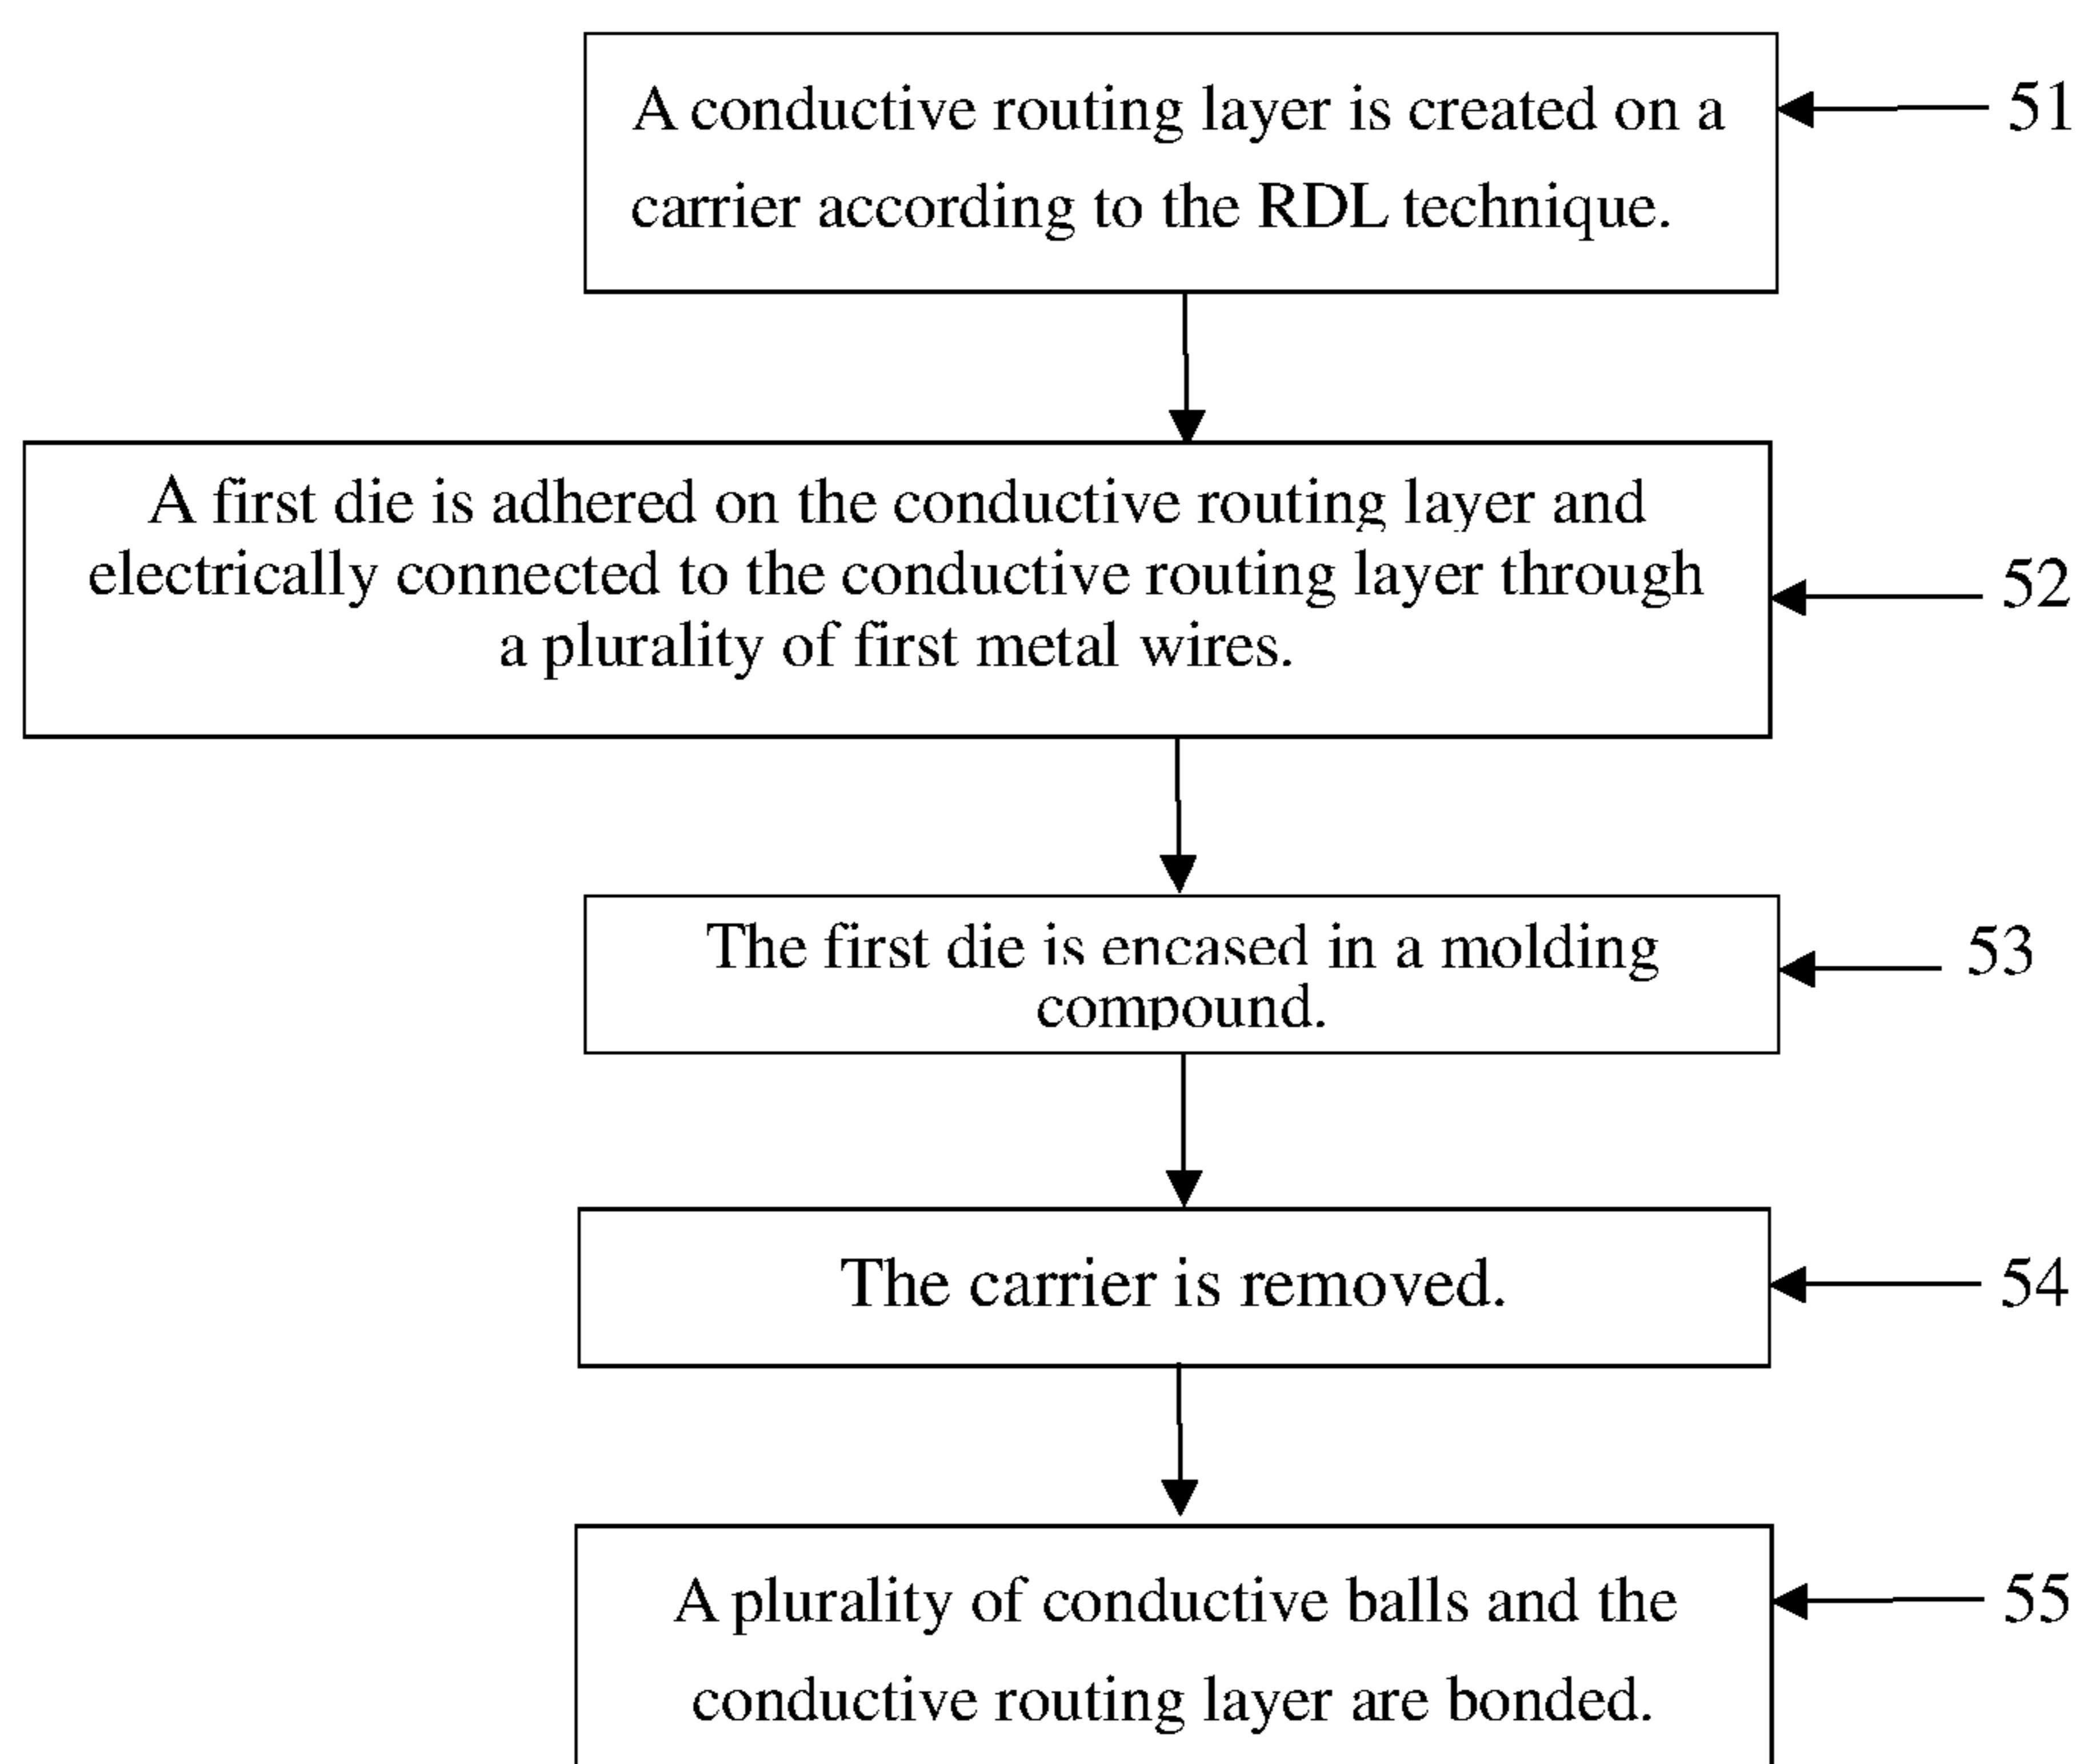 A conductive routing layer is created on a
carrier according to the RDL technique.
51
A first die is adhered on the conductive routing layer and
electrically connected to the conductive routing layer through
a plurality of first metal wires.
52
The first die is encased in a molding
compound.
53
The carrier is removed.
54
A plurality of conductive balls and the
conductive routing layer are bonded.
55